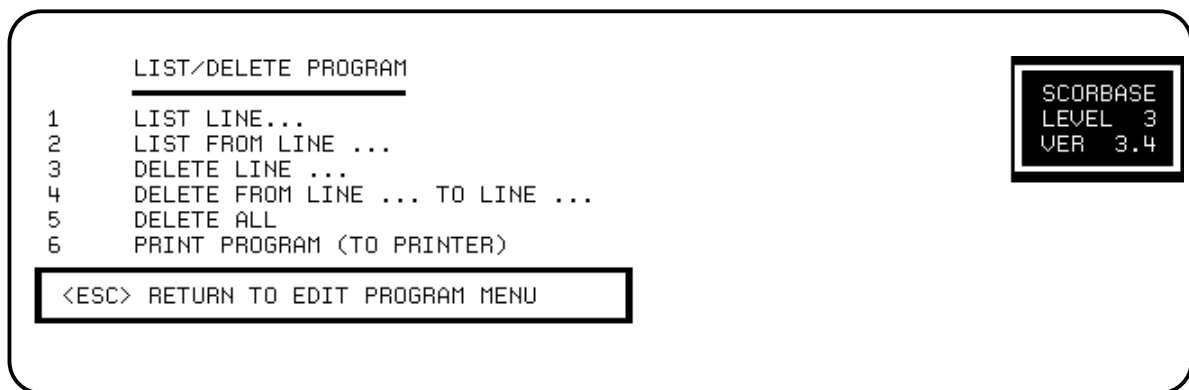 LIST/DELETE PROGRAM
1 LIST LINE...
2 LIST FROM LINE ...
3 DELETE LINE ...
4 DELETE FROM LINE ... TO LINE ...
5 DELETE ALL
6 PRINT PROGRAM (TO PRINTER)
<ESC> RETURN TO EDIT PROGRAM MENU
SCORBASE
LEVEL 3
VER 3.4